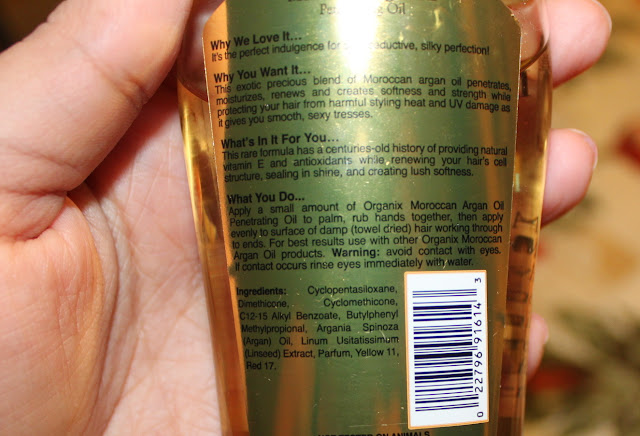 Oil
Why We Love It...
It's the perfect indulgence for silky perfection!
Why You Want It...
This exotic precious blend of Moroccan argan oil penetrates,
moisturizes, renews and creates softness and strength while
protecting your hair from harmful styling heat and UV damage as
it gives you smooth, sexy tresses.
What's In It For You...
This rare formula has a centuries-old history of providing natural
vitamin E and antioxidants while renewing your hair's cell
structure, sealing in shine, and creating lush softness.
What You Do...
Apply a small amount of Organix Moroccan Argan Oil
Penetrating Oil to palm, rub hands together, then apply
evenly to surface of damp (towel dried) hair working through
to ends. For best results use with other Organix Moroccan
Argan Oil products. Warning: avoid contact with eyes.
If contact occurs rinse eyes immediately with water.
Ingredients: Cyclopentasiloxane,
Dimethicone, Cyclomethicone,
C12-15 Alkyl Benzoate, Butylphenyl
Methylpropional, Argania Spinoza
(Argan) Oil, Linum Usitatissimum
(Linseed) Extract, Parfum, Yellow 11,
Red 17.
0 22796 91614 3
TESTED ON ANIMALS